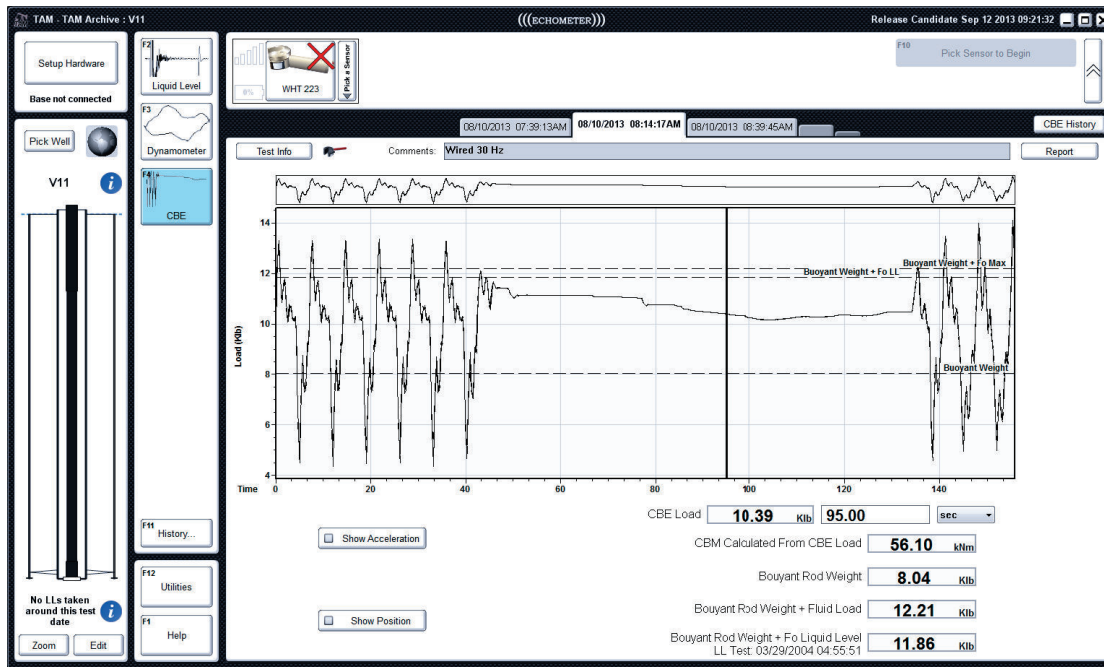 TAM - TAM Archive : V11
(((ECHOMETER)))
Release Candidate Sep 12 2013 09:21:32
Setup Hardware
Base not connected
Pick Well
V11
No LLs taken
around this test
date
Zoom
Edit
F2
Liquid Level
F3
Dynamometer
F4
CBE
F11
History...
F12
Utilities
F1
Help
0%
WHT 223
Pick a Sensor
F10
Pick Sensor to Begin
08/10/2013 07:39:13AM
08/10/2013 08:14:17AM
08/10/2013 08:39:45AM
CBE History
Test Info
Comments:
Wired 30 Hz
Report
Load (Klb)
14
12
10
8
6
4
Buoyant Weight + Fo Max
Buoyant Weight + Fo LL
Buoyant Weight
Time
0
20
40
60
80
100
120
140
CBE Load
10.39 Klb
95.00
sec
Show Acceleration
CBM Calculated From CBE Load
56.10 kNm
Bouyant Rod Weight
8.04 Klb
Bouyant Rod Weight + Fluid Load
12.21 Klb
Show Position
Bouyant Rod Weight + Fo Liquid Level
LL Test: 03/29/2004 04:55:51
11.86 Klb